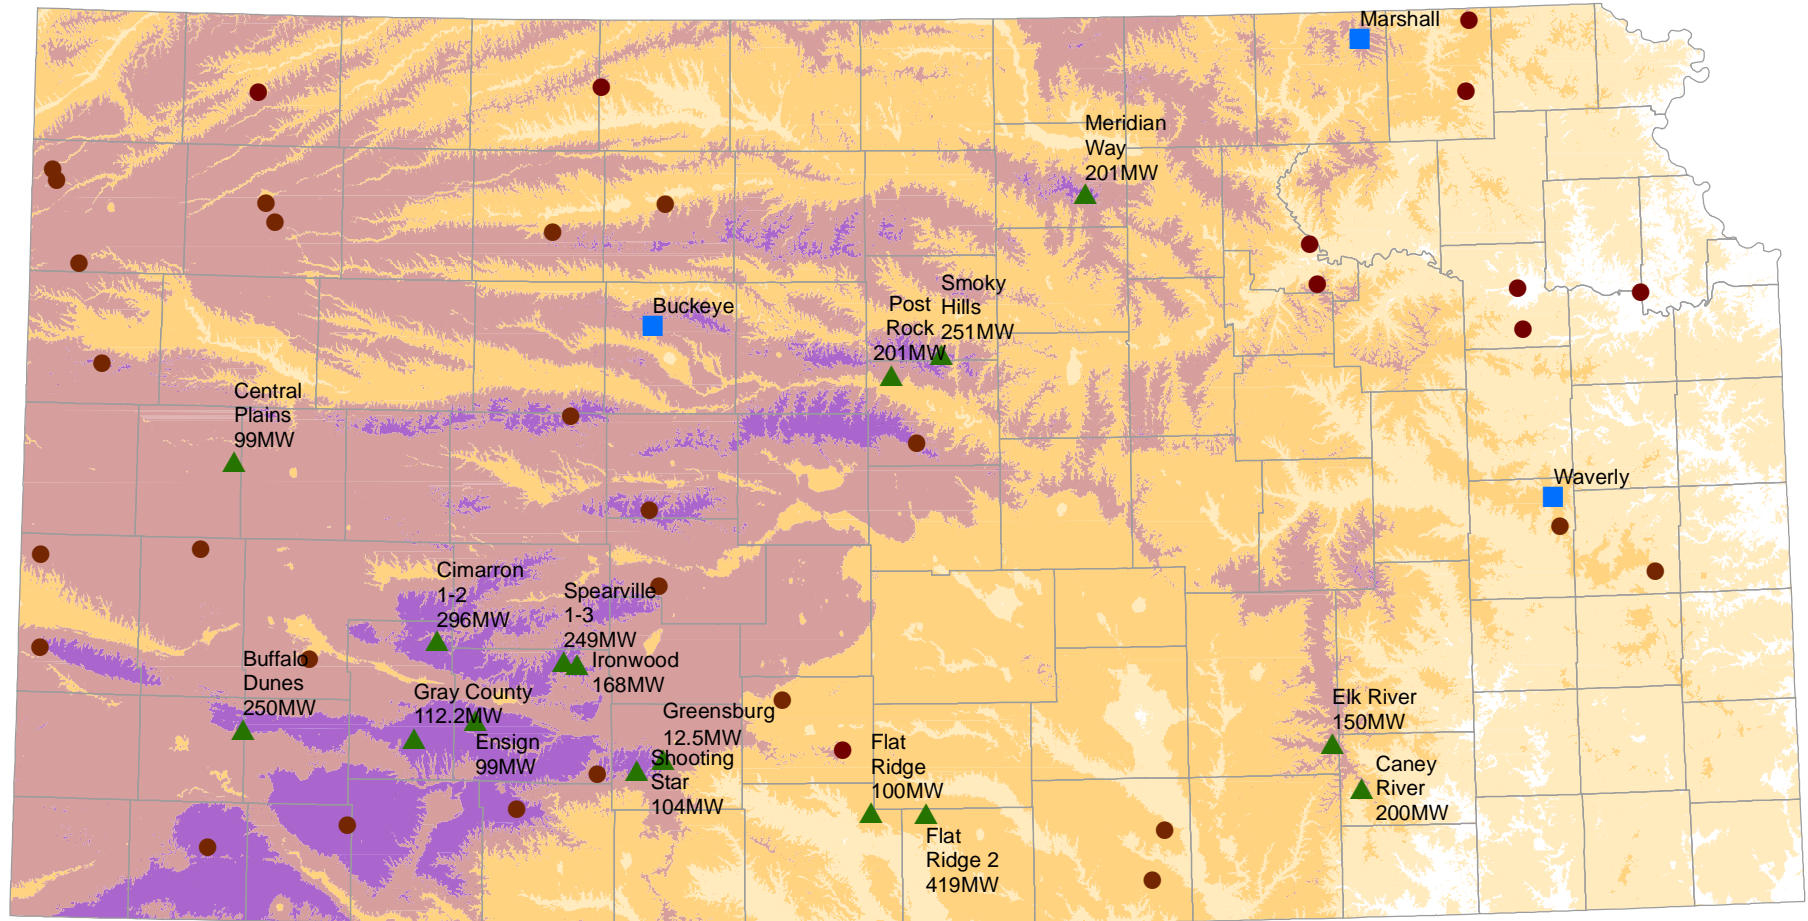 Marshall
Meridian
Way
201MW
Smoky
Hills
251MW
Post
Rock
201MW
Buckeye
Central
Plains
99MW
Waverly
Cimarron
1-2
296MW
Spearville
1-3
249MW
Ironwood
168MW
Buffalo
Dunes
250MW
Gray County
112.2MW
Ensign
99MW
Greensburg
12.5MW
Shooting
Star
104MW
Flat
Ridge
100MW
Flat
Ridge 2
419MW
Elk River
150MW
Caney
River
200MW